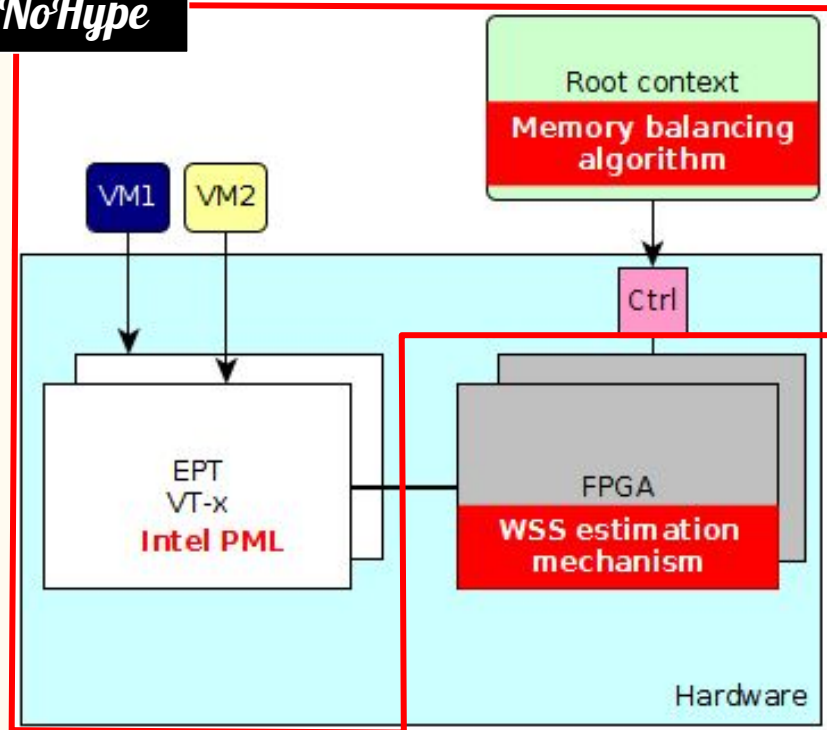 NoHype
Root context
Memory balancing
algorithm
VM1
VM2
Ctrl
EPT
VT-x
Intel PML
FPGA
WSS estimation
mechanism
Hardware